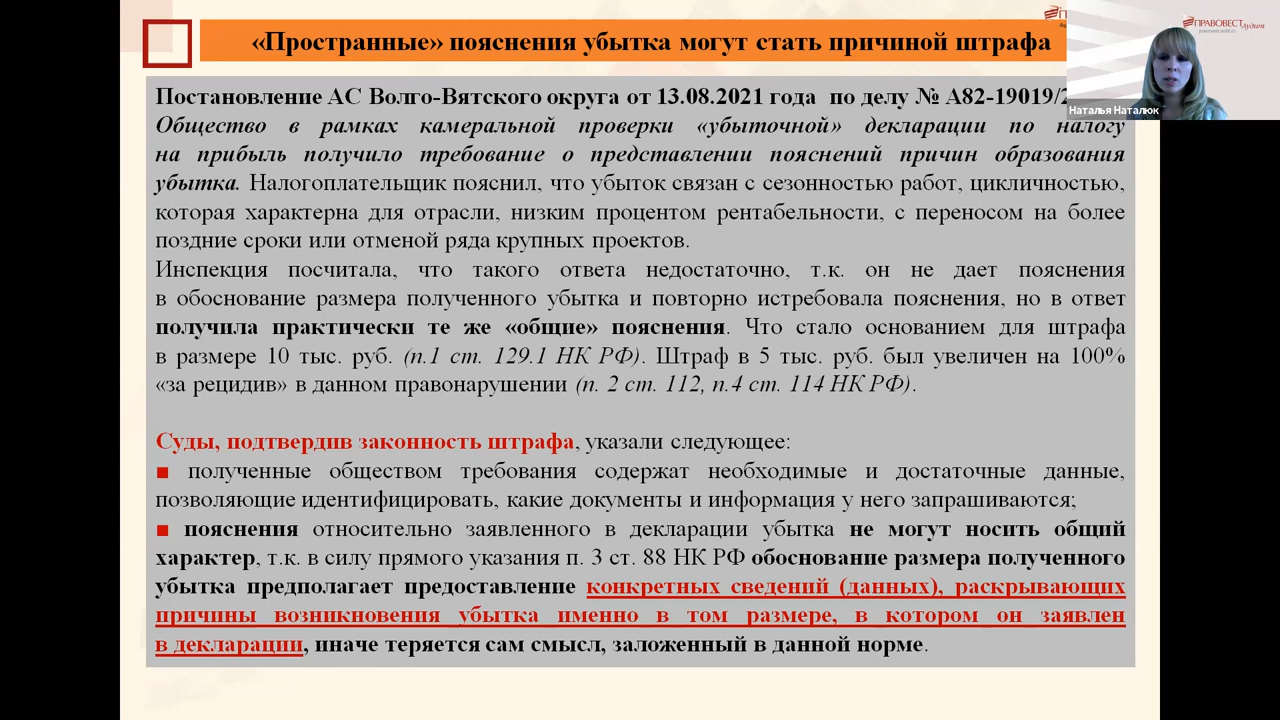 «Пространные» пояснения убытка могут стать причиной штрафа
ПРАВОВЕСТ Аудит
pravovest-audit.ru
Наталья Наталюк
Постановление АС Волго-Вятского округа от 13.08.2021 года по делу № А82-19019/2
Общество в рамках камеральной проверки «убыточной» декларации по налогу
на прибыль получило требование о представлении пояснений причин образования
убытка. Налогоплательщик пояснил, что убыток связан с сезонностью работ, цикличностью,
которая характерна для отрасли, низким процентом рентабельности, с переносом на более
поздние сроки или отменой ряда крупных проектов.
Инспекция посчитала, что такого ответа недостаточно, т.к. он не дает пояснения
в обоснование размера полученного убытка и повторно истребовала пояснения, но в ответ
получила практически те же «общие» пояснения. Что стало основанием для штрафа
в размере 10 тыс. руб. (п.1 ст. 129.1 НК РФ). Штраф в 5 тыс. руб. был увеличен на 100%
«за рецидив» в данном правонарушении (п. 2 ст. 112, п.4 ст. 114 НК РФ).
Суды, подтвердив законность штрафа, указали следующее:
■ полученные обществом требования содержат необходимые и достаточные данные,
позволяющие идентифицировать, какие документы и информация у него запрашиваются;
■ пояснения относительно заявленного в декларации убытка не могут носить общий
характер, т.к. в силу прямого указания п. 3 ст. 88 НК РФ обоснование размера полученного
убытка предполагает предоставление конкретных сведений (данных), раскрывающих
причины возникновения убытка именно в том размере, в котором он заявлен
в декларации, иначе теряется сам смысл, заложенный в данной норме.